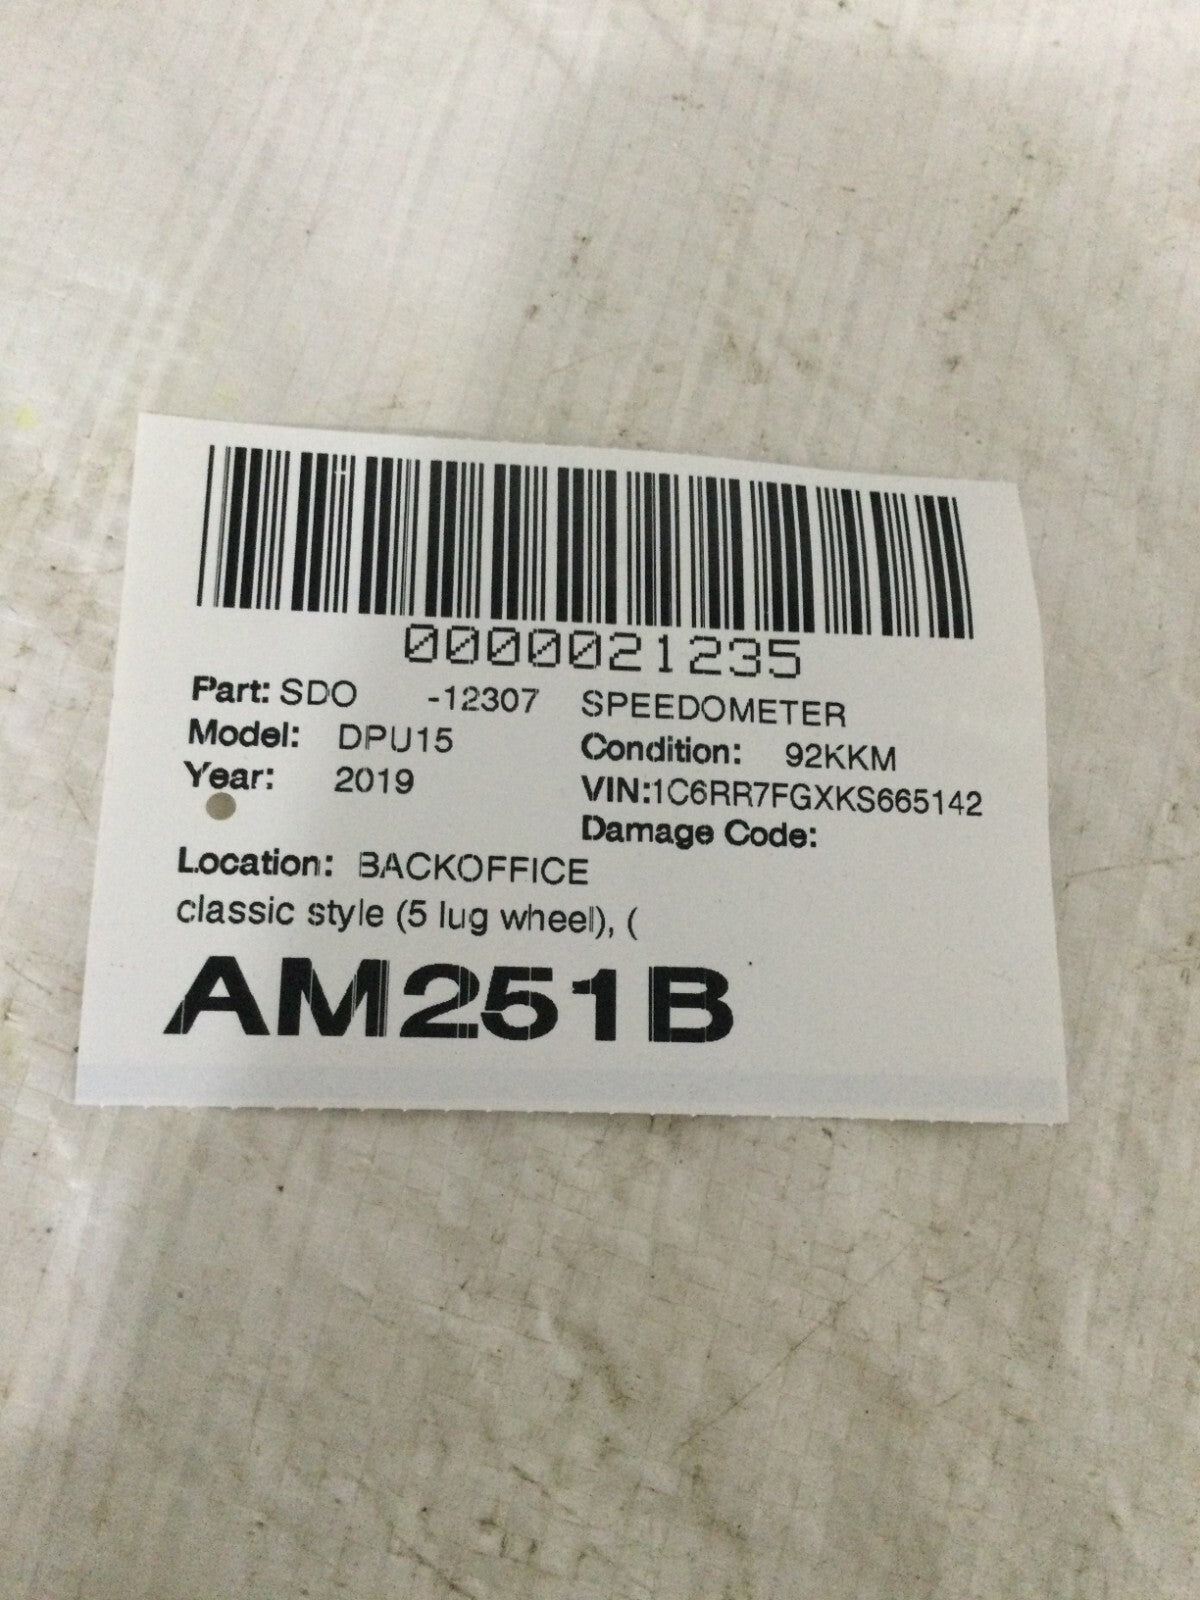 0000021235
Part: SDO -12307 SPEEDOMETER
Model: DPU15 Condition: 92KKM
Year: 2019 VIN:1C6RR7FGXKS665142
Damage Code:
Location: BACKOFFICE
classic style (5 lug wheel), (
AM251B